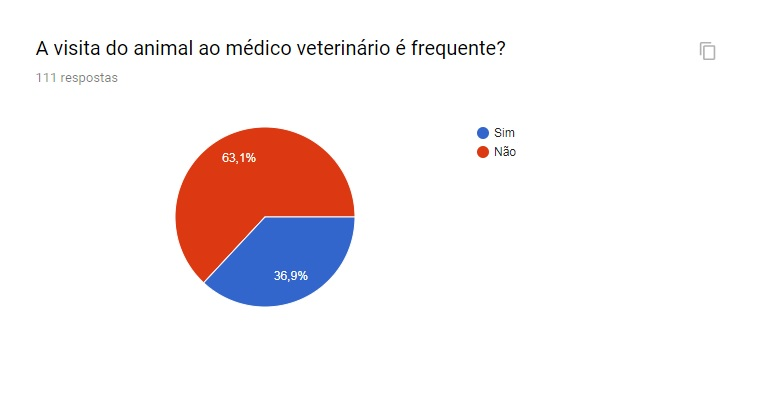 A visita do animal ao médico veterinário é frequente?
111 respostas
Sim
Não
63,1%
36,9%